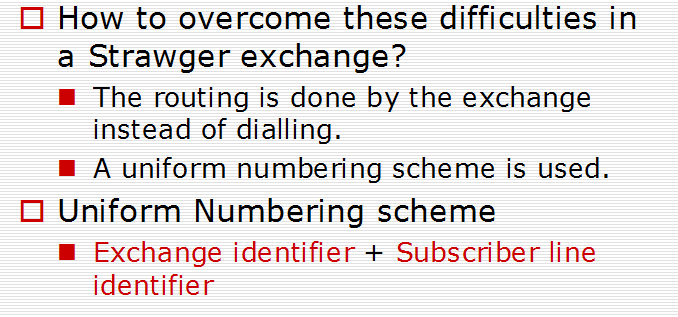 How to overcome these difficulties in
a Strawger exchange?
The routing is done by the exchange
instead of dialling.
A uniform numbering scheme is used.
Uniform Numbering scheme
Exchange identifier + Subscriber line
identifier